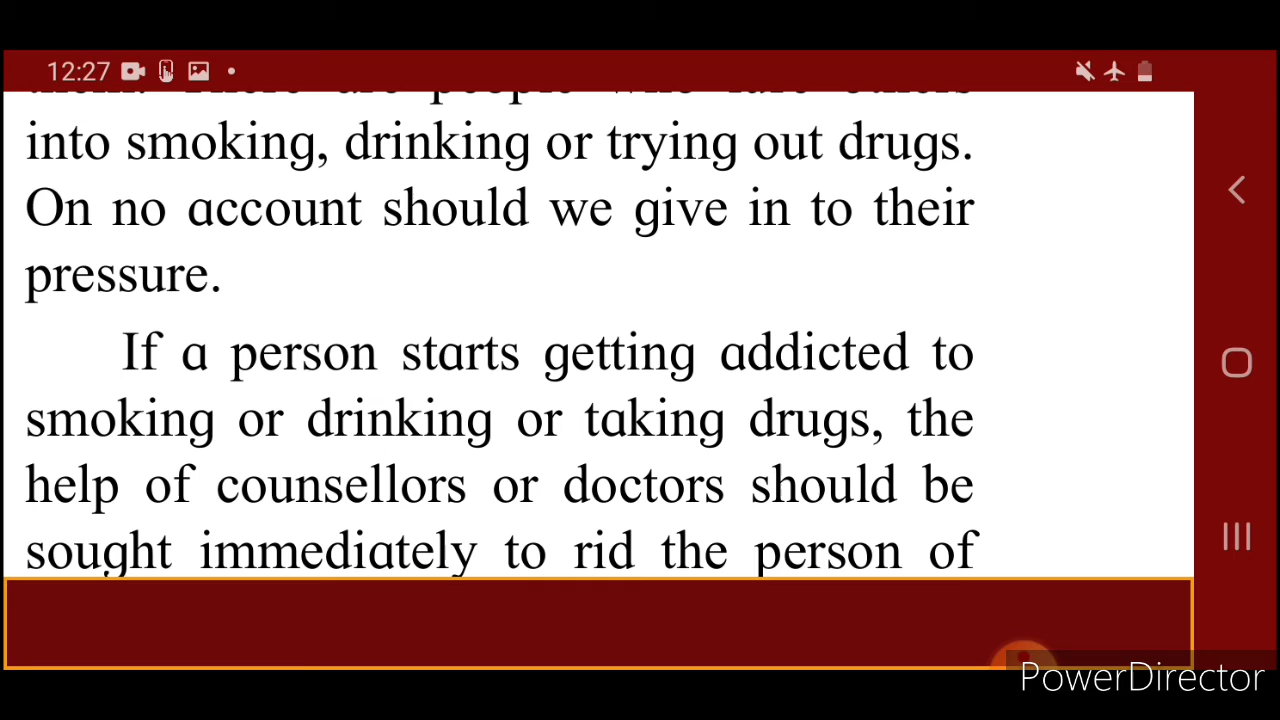 12:27
into smoking, drinking or trying out drugs.
On no account should we give in to their
pressure.
If a person starts getting addicted to
smoking or drinking or taking drugs, the
help of counsellors or doctors should be
sought immediately to rid the person of
PowerDirector